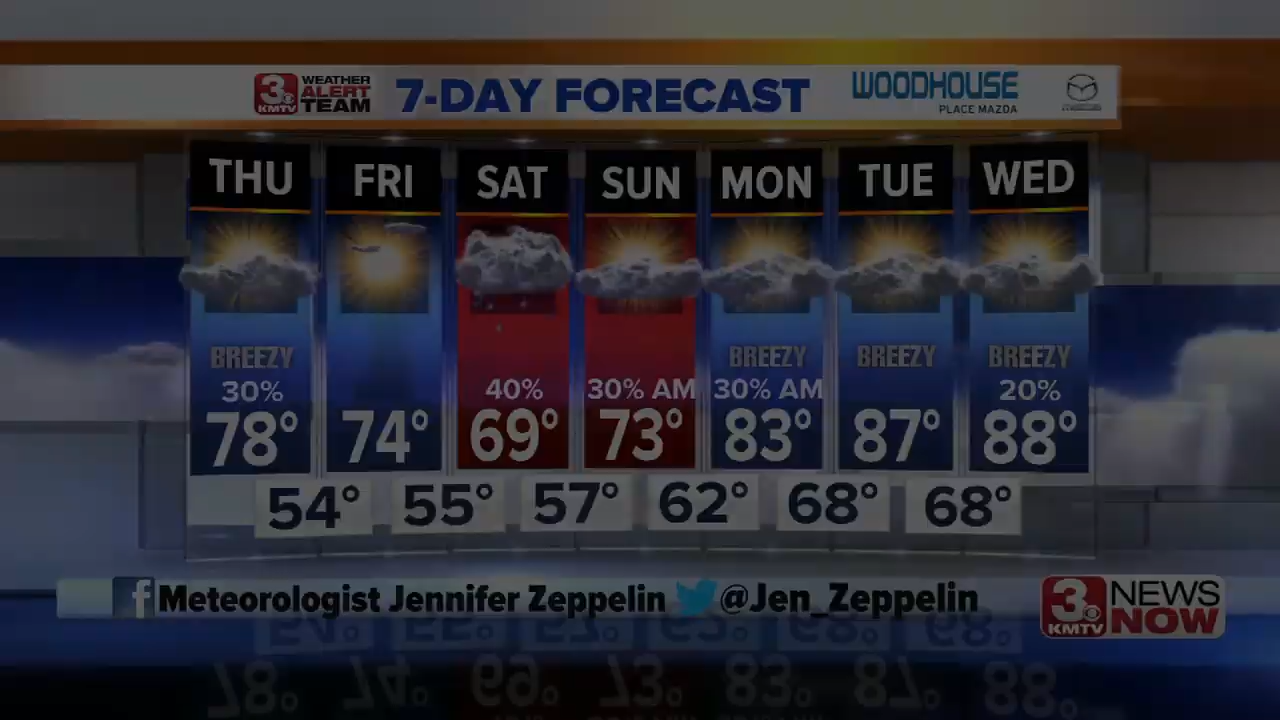 3 KMTV WEATHER ALERT TEAM 7-DAY FORECAST WOODHOUSE PLACE MAZDA
THU FRI SAT SUN MON TUE WED
BREEZY BREEZY BREEZY BREEZY
30% 40% 30% AM 30% AM 20%
78° 74° 69° 73° 83° 87° 88°
54° 55° 57° 62° 68° 68°
f Meteorologist Jennifer Zeppelin @Jen_Zeppelin
3 KMTV NEWS NOW